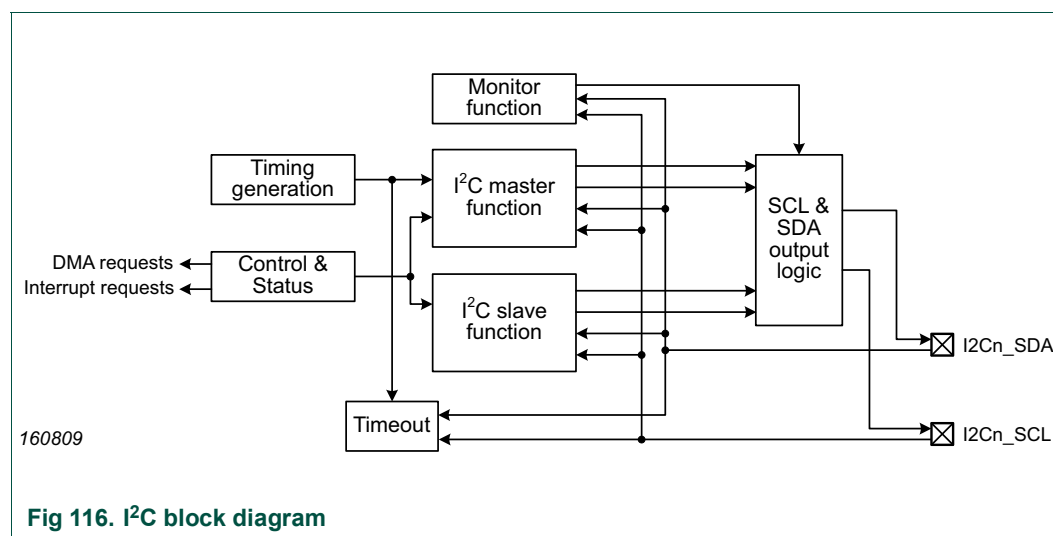 Monitor
function
Timing
generation
I²C master
function
SCL &
SDA
output
logic
DMA requests
Interrupt requests
Control &
Status
I²C slave
function
I2Cn_SDA
Timeout
I2Cn_SCL
160809
Fig 116. I²C block diagram